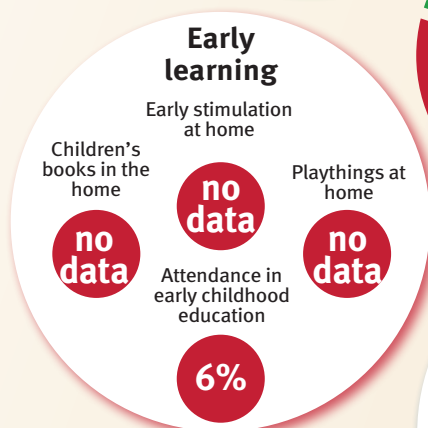 Early
learning
Early stimulation
at home
no
data
Children’s
books in the
home
no
data
Playthings at
home
no
data
Attendance in
early childhood
education
6%